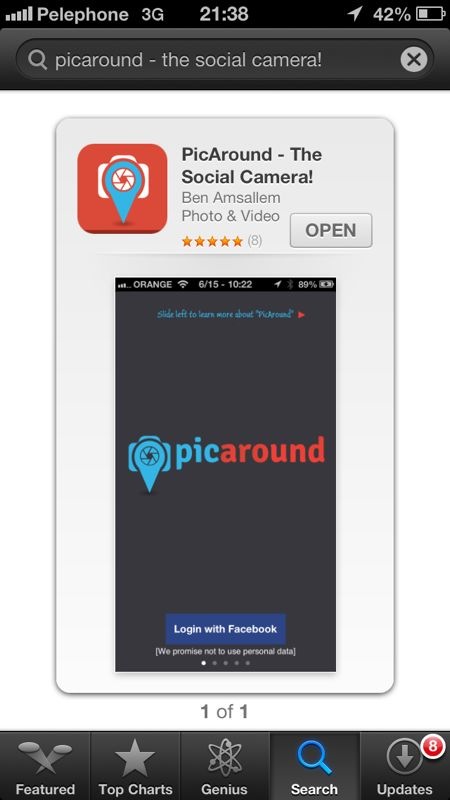 Pelephone 3G 21:38 42%
picaround - the social camera!
PicAround - The
Social Camera!
Ben Amsallem
Photo & Video
(8)
OPEN
ORANGE 6/15 - 10:22 89%
Slide left to learn more about "PicAround"
picaround
Login with Facebook
[We promise not to use personal data]
1 of 1
8
Featured Top Charts Genius Search Updates